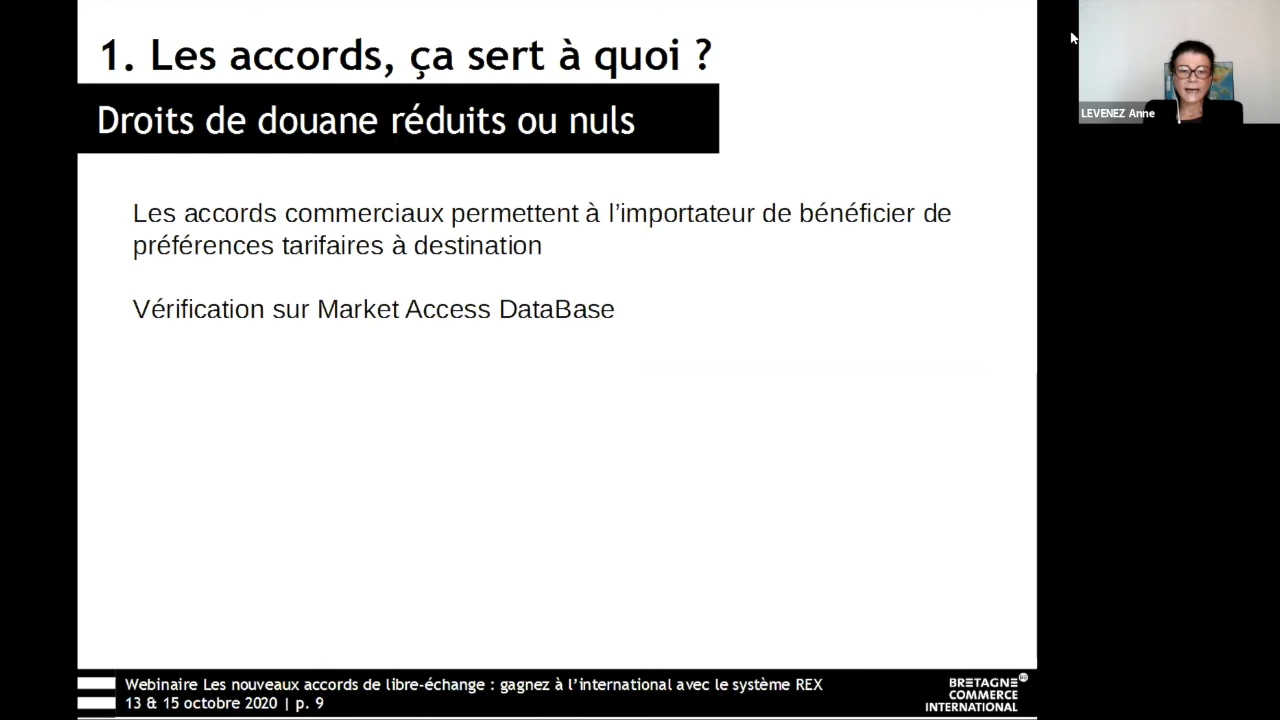 1. Les accords, ça sert à quoi ?
Droits de douane réduits ou nuls
Les accords commerciaux permettent à l’importateur de bénéficier de
préférences tarifaires à destination
Vérification sur Market Access DataBase
LEVENEZ Anne
Webinaire Les nouveaux accords de libre-échange : gagnez à l’international avec le système REX
13 & 15 octobre 2020 | p. 9
BRETAGNE
COMMERCE
INTERNATIONAL